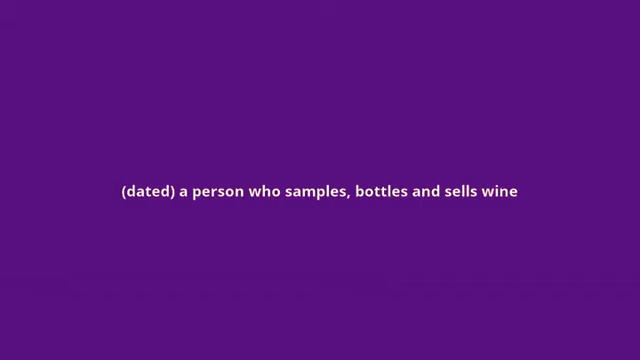 (dated) a person who samples, bottles and sells wine